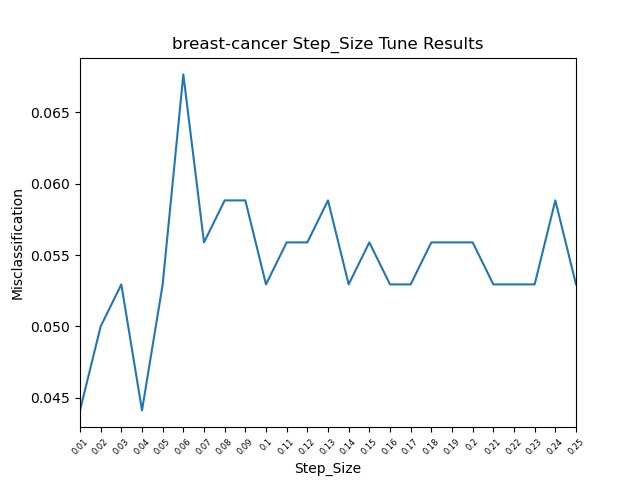 breast-cancer Step_Size Tune Results
Misclassification
0.065
0.060
0.055
0.050
0.045
0.01 0.02 0.03 0.04 0.05 0.06 0.07 0.08 0.09 0.1 0.11 0.12 0.13 0.14 0.15 0.16 0.17 0.18 0.19 0.2 0.21 0.22 0.23 0.24 0.25
Step_Size